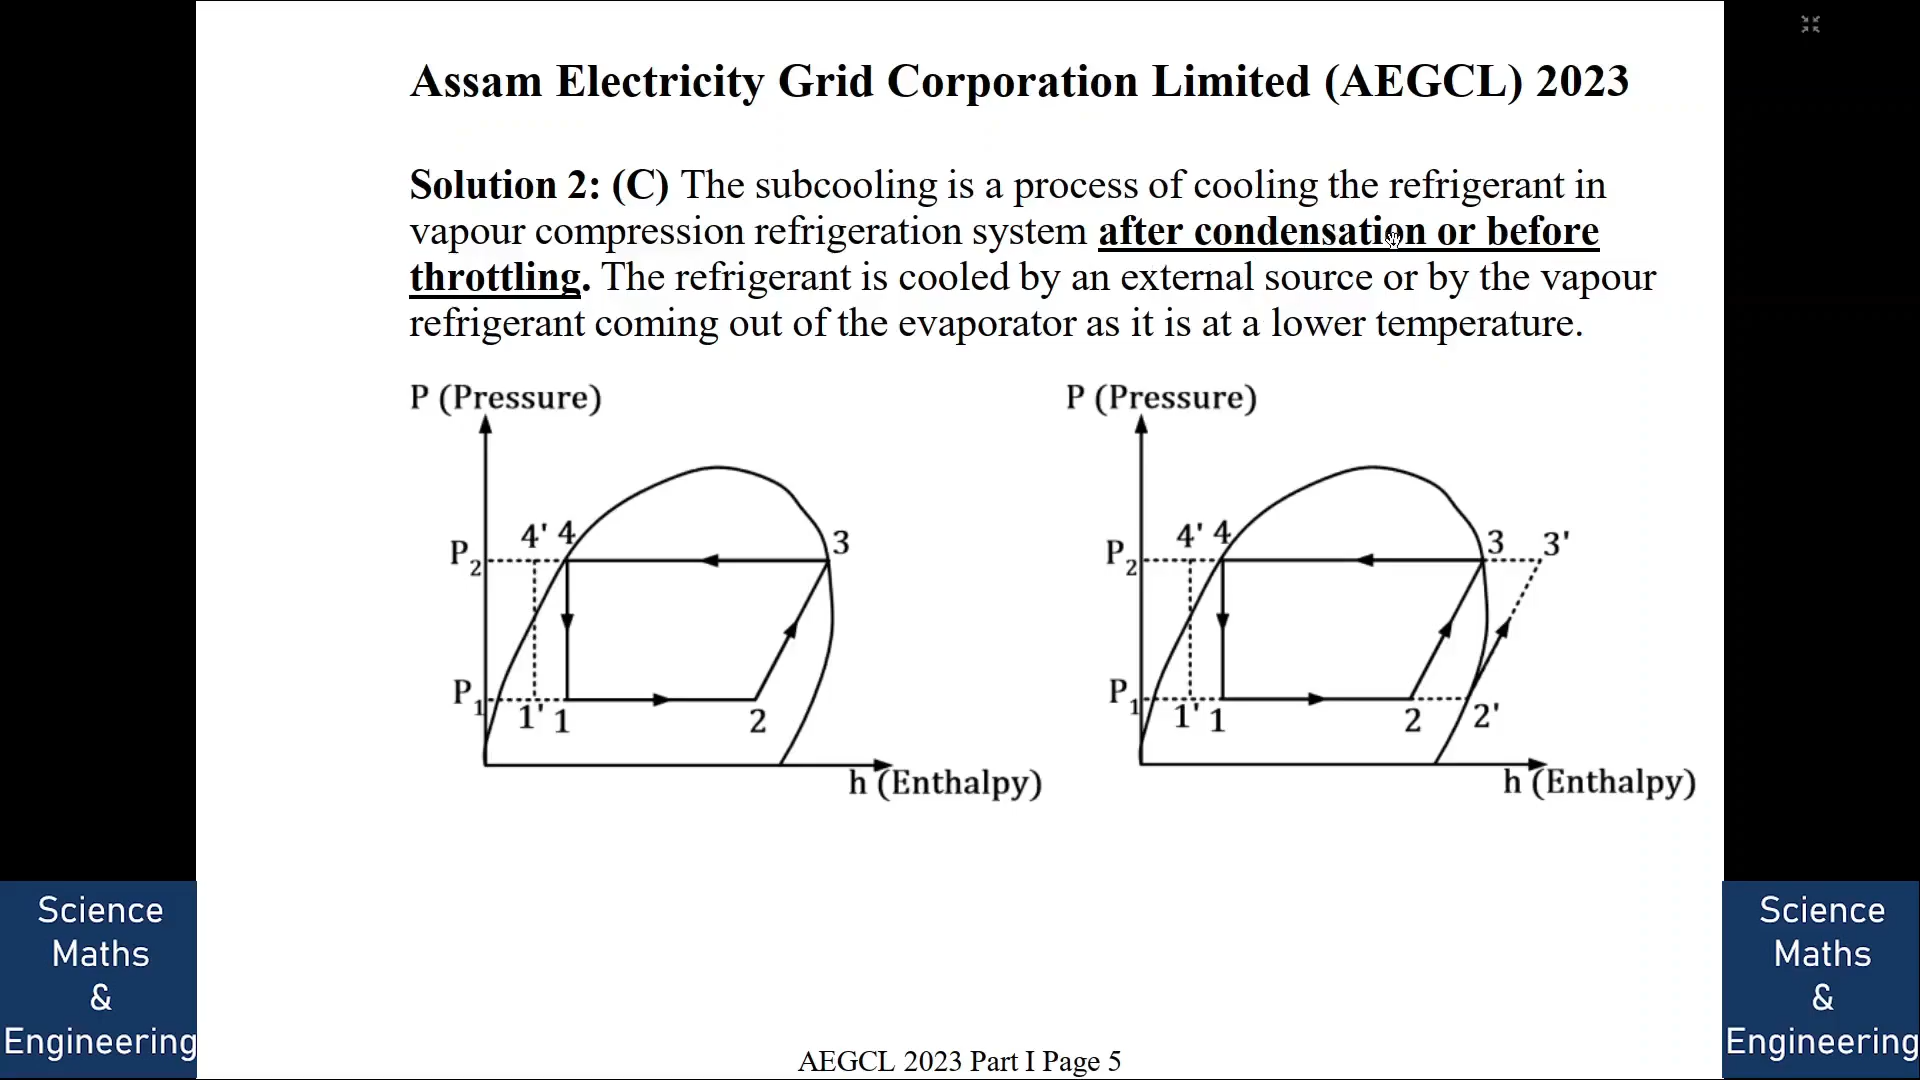 Assam Electricity Grid Corporation Limited (AEGCL) 2023
Solution 2: (C) The subcooling is a process of cooling the refrigerant in
vapour compression refrigeration system after condensation or before
throttling. The refrigerant is cooled by an external source or by the vapour
refrigerant coming out of the evaporator as it is at a lower temperature.
P (Pressure)
4' 4
3
P2
P1
1' 1
2
h (Enthalpy)
P (Pressure)
4' 4
3
3'
P2
P1
1' 1
2
2'
h (Enthalpy)
Science
Maths
&
Engineering
Science
Maths
&
Engineering
AEGCL 2023 Part I Page 5